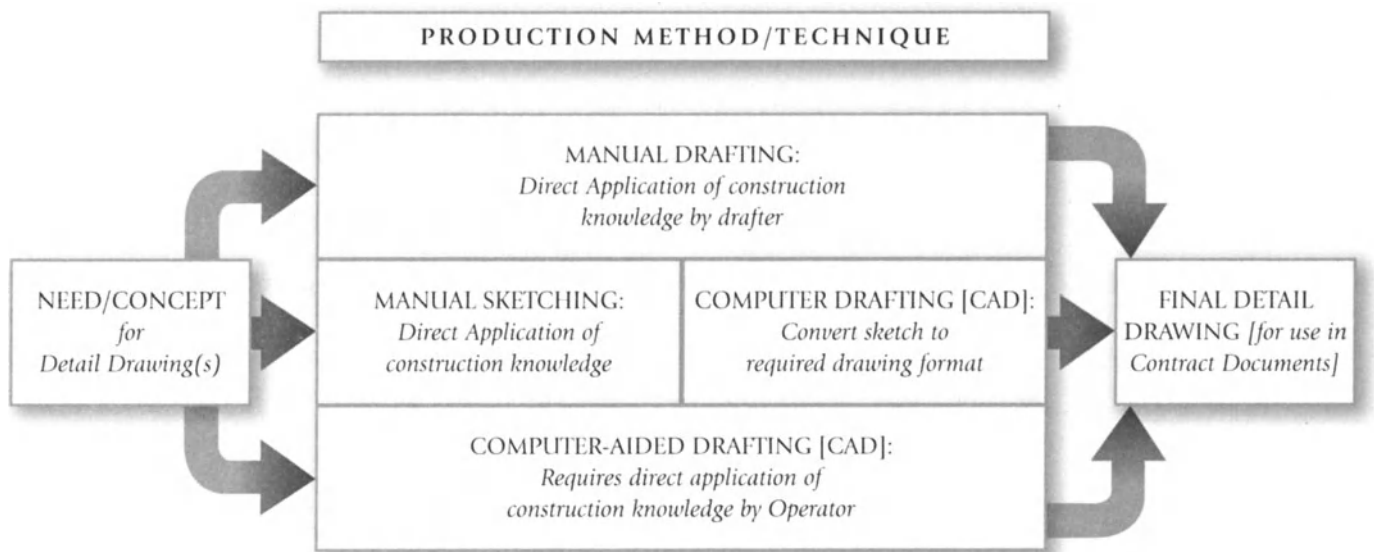 PRODUCTION METHOD/TECHNIQUE
MANUAL DRAFTING:
Direct Application of construction
knowledge by drafter
NEED/CONCEPT
for
Detail Drawing(s)
MANUAL SKETCHING:
Direct Application of
construction knowledge
COMPUTER DRAFTING [CAD]:
Convert sketch to
required drawing format
FINAL DETAIL
DRAWING [for use in
Contract Documents]
COMPUTER-AIDED DRAFTING [CAD]:
Requires direct application of
construction knowledge by Operator